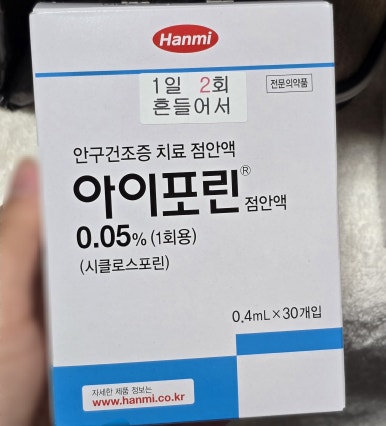 Hanmi
1일 2회
흔들어서
전문의약품
안구건조증 치료 점안액
아이포린® 점안액
0.05% (1회용)
(시클로스포린)
0.4mL × 30개입
자세한 제품 정보는
www.hanmi.co.kr